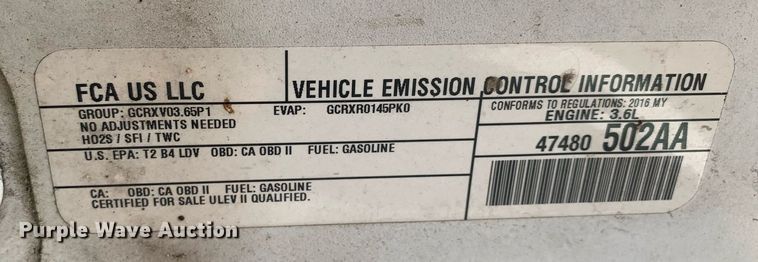 FCA US LLC
VEHICLE EMISSION CONTROL INFORMATION
GROUP: GCRXV03.65P1 EVAP: GCRXR0145PK0
NO ADJUSTMENTS NEEDED
HO2S / SFI / TWC
CONFORMS TO REGULATIONS: 2016 MY
ENGINE: 3.6L
47480 502AA
U.S. EPA: T2 B4 LDV OBD: CA OBD II FUEL: GASOLINE
CA: OBD: CA OBD II FUEL: GASOLINE
CERTIFIED FOR SALE ULEV II QUALIFIED.
Purple Wave Auction